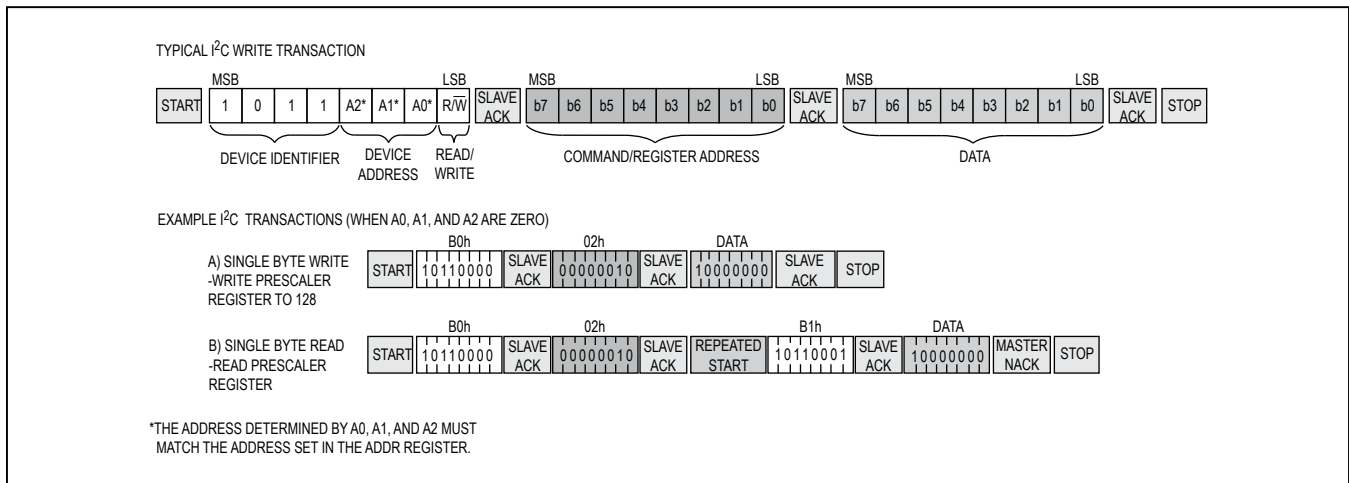 TYPICAL I2C WRITE TRANSACTION
MSB LSB MSB LSB MSB LSB
START 1 0 1 1 A2* A1* A0* R/W̅ SLAVE ACK b7 b6 b5 b4 b3 b2 b1 b0 SLAVE ACK b7 b6 b5 b4 b3 b2 b1 b0 SLAVE ACK STOP
DEVICE IDENTIFIER DEVICE ADDRESS READ/WRITE COMMAND/REGISTER ADDRESS DATA
EXAMPLE I2C TRANSACTIONS (WHEN A0, A1, AND A2 ARE ZERO)
B0h 02h DATA
A) SINGLE BYTE WRITE
-WRITE PRESCALER
REGISTER TO 128
START 10110000 SLAVE ACK 00000010 SLAVE ACK 10000000 SLAVE ACK STOP
B0h 02h B1h DATA
B) SINGLE BYTE READ
-READ PRESCALER
REGISTER
START 10110000 SLAVE ACK 00000010 SLAVE ACK REPEATED START 10110001 SLAVE ACK 10000000 MASTER NACK STOP
*THE ADDRESS DETERMINED BY A0, A1, AND A2 MUST
MATCH THE ADDRESS SET IN THE ADDR REGISTER.